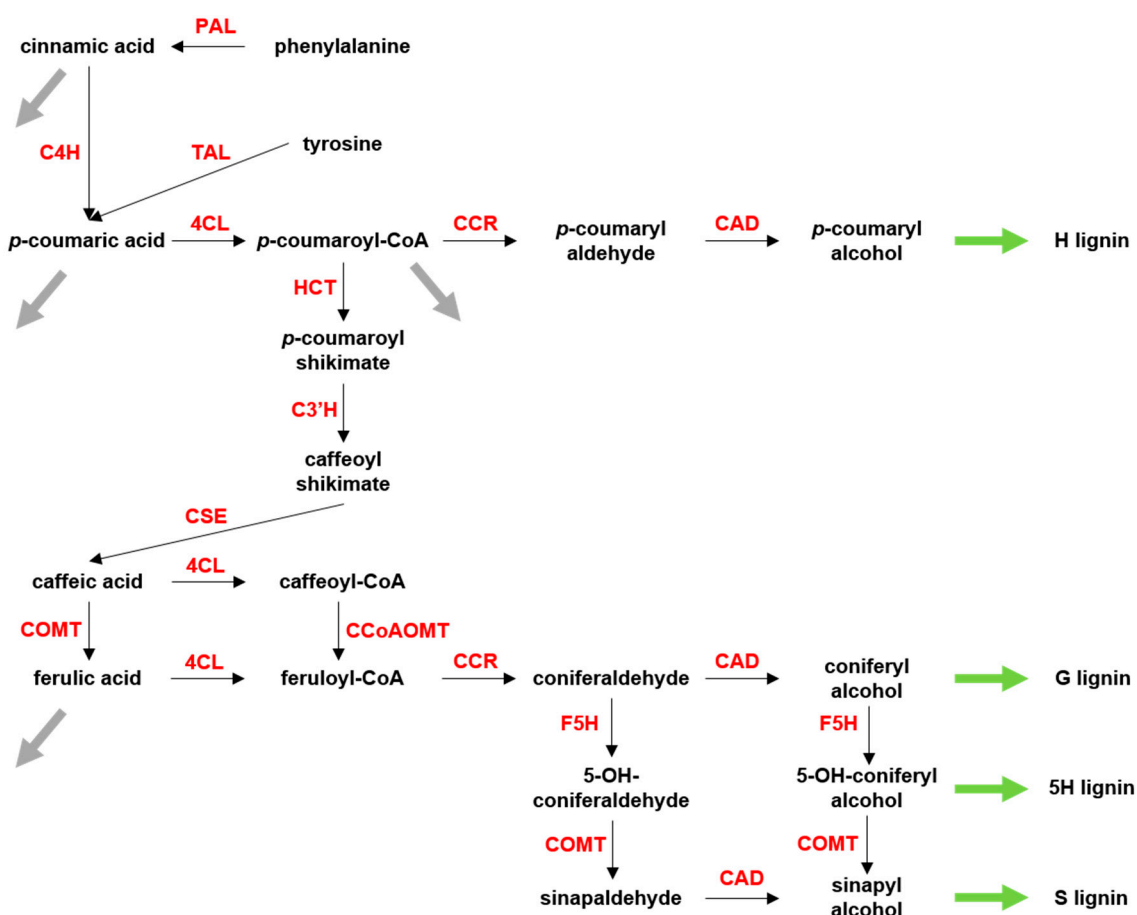 PAL
cinnamic acid
phenylalanine
C4H
TAL
tyrosine
p-coumaric acid
4CL
p-coumaroyl-CoA
CCR
p-coumaryl
aldehyde
CAD
p-coumaryl
alcohol
H lignin
HCT
p-coumaroyl
shikimate
C3’H
caffeoyl
shikimate
CSE
caffeic acid
4CL
caffeoyl-CoA
COMT
CCoAOMT
ferulic acid
4CL
feruloyl-CoA
CCR
coniferaldehyde
CAD
coniferyl
alcohol
G lignin
F5H
F5H
5-OH-
coniferaldehyde
5-OH-coniferyl
alcohol
5H lignin
COMT
COMT
sinapaldehyde
CAD
sinapyl
alcohol
S lignin